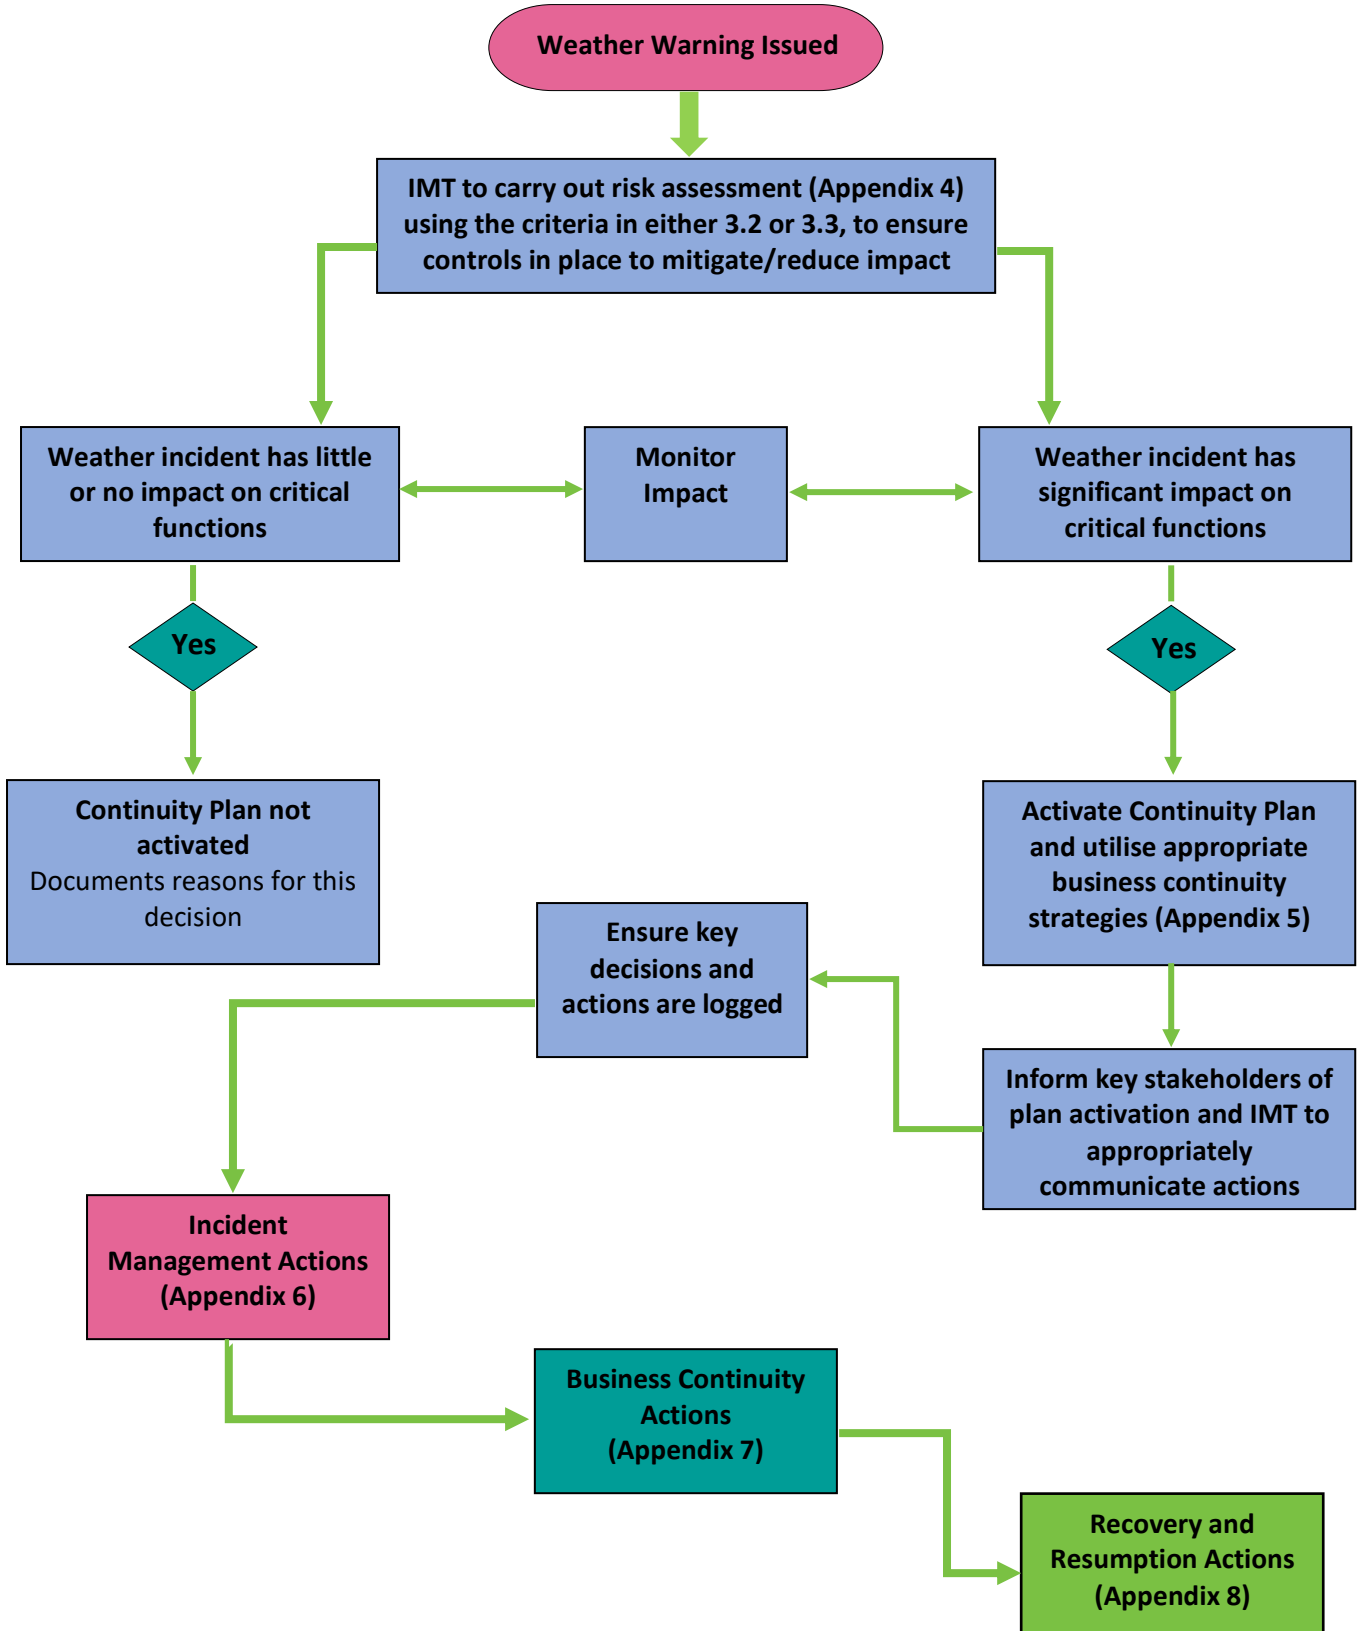 Weather Warning Issued
IMT to carry out risk assessment (Appendix 4)
using the criteria in either 3.2 or 3.3, to ensure
controls in place to mitigate/reduce impact
Weather incident has little
or no impact on critical
functions
Monitor
Impact
Weather incident has
significant impact on
critical functions
Yes
Yes
Continuity Plan not
activated
Documents reasons for this
decision
Activate Continuity Plan
and utilise appropriate
business continuity
strategies (Appendix 5)
Ensure key
decisions and
actions are logged
Inform key stakeholders of
plan activation and IMT to
appropriately
communicate actions
Incident
Management Actions
(Appendix 6)
Business Continuity
Actions
(Appendix 7)
Recovery and
Resumption Actions
(Appendix 8)